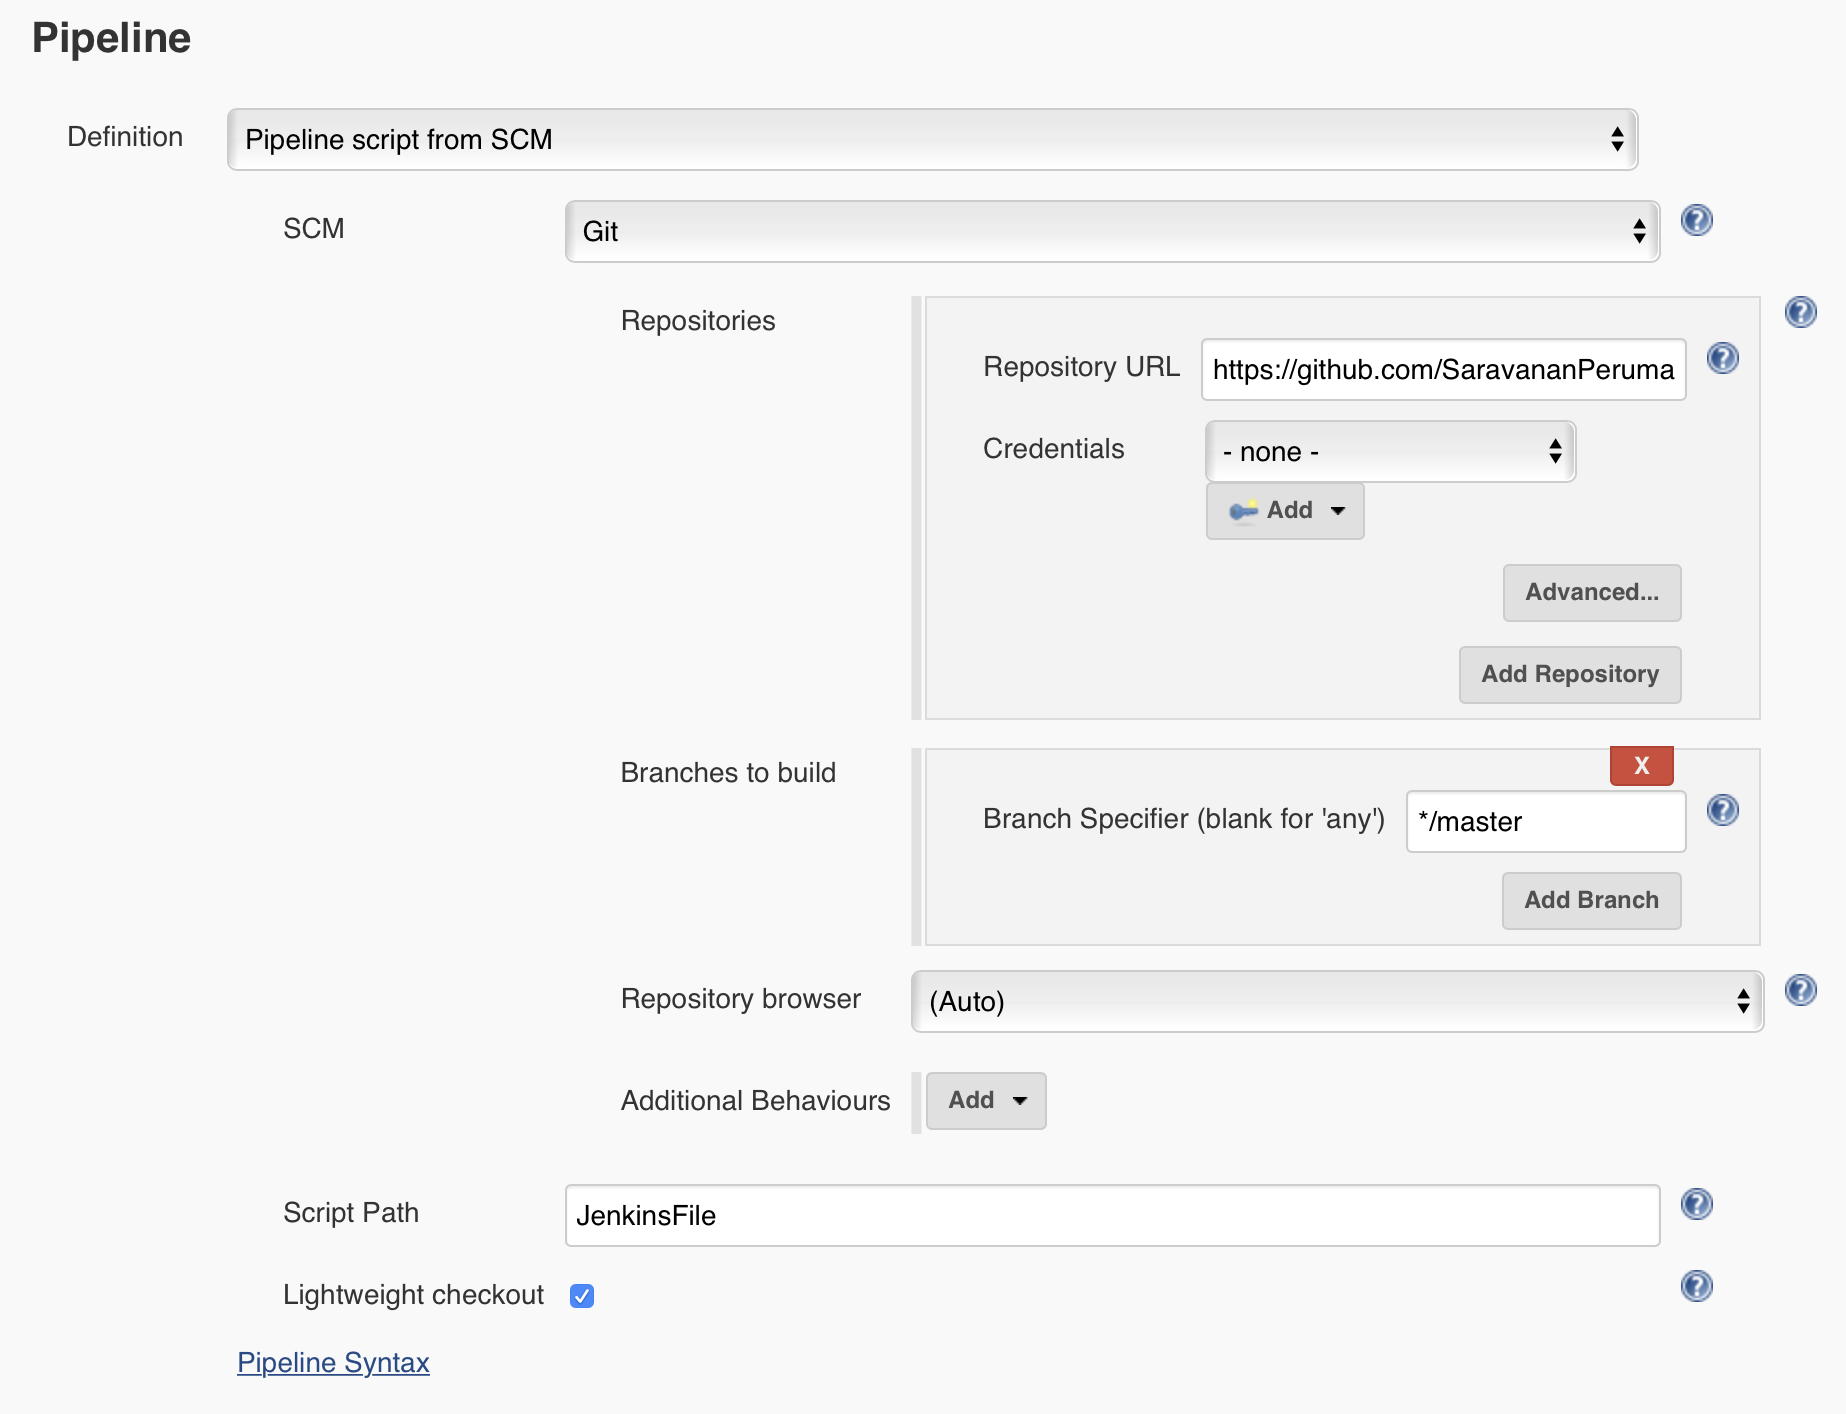 Pipeline
Definition
Pipeline script from SCM
SCM
Git
?
Repositories
?
Repository URL
https://github.com/SaravananPeruma
?
Credentials
- none -
Add
Advanced...
Add Repository
Branches to build
X
Branch Specifier (blank for 'any')
*/master
?
Add Branch
Repository browser
(Auto)
?
Additional Behaviours
Add
Script Path
JenkinsFile
?
Lightweight checkout
?
Pipeline Syntax